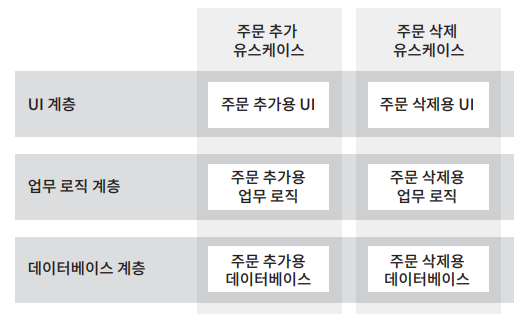 주문 추가
유스케이스
주문 삭제
유스케이스
UI 계층
주문 추가용 UI
주문 삭제용 UI
업무 로직 계층
주문 추가용
업무 로직
주문 삭제용
업무 로직
데이터베이스 계층
주문 추가용
데이터베이스
주문 삭제용
데이터베이스